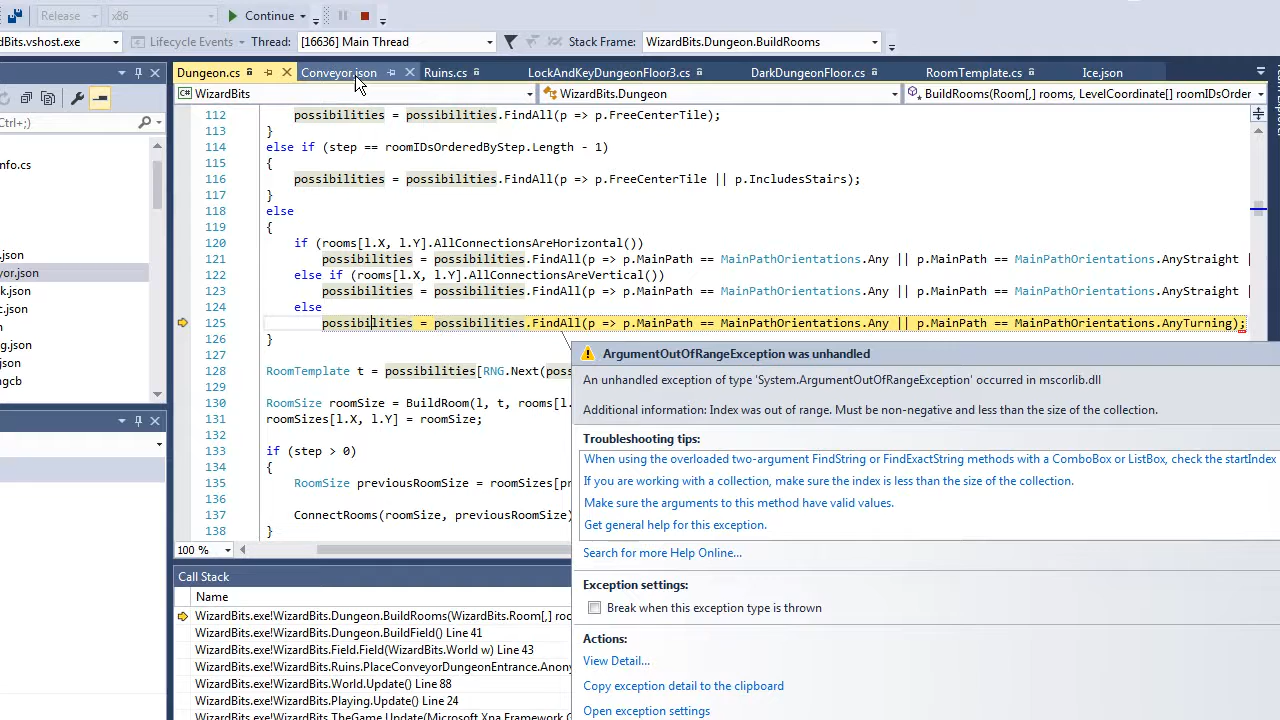 Release x86 Continue
dBits.vshost.exe Lifecycle Events Thread: [16636] Main Thread Stack Frame: WizardBits.Dungeon.BuildRooms
Dungeon.cs Conveyor.json Ruins.cs LockAndKeyDungeonFloor3.cs DarkDungeonFloor.cs RoomTemplate.cs Ice.json
C# WizardBits WizardBits.Dungeon BuildRooms(Room[,] rooms, LevelCoordinate[] roomIDsOrder
Ctrl+;)
nfo.cs
.json
yor.json
k.json
c.json
g.json
ngcb
112 possibilities = possibilities.FindAll(p => p.FreeCenterTile);
113 }
114 else if (step == roomIDsOrderedByStep.Length - 1)
115 {
116 possibilities = possibilities.FindAll(p => p.FreeCenterTile || p.IncludesStairs);
117 }
118 else
119 {
120 if (rooms[l.X, l.Y].AllConnectionsAreHorizontal())
121 possibilities = possibilities.FindAll(p => p.MainPath == MainPathOrientations.Any || p.MainPath == MainPathOrientations.AnyStraight |
122 else if (rooms[l.X, l.Y].AllConnectionsAreVertical())
123 possibilities = possibilities.FindAll(p => p.MainPath == MainPathOrientations.Any || p.MainPath == MainPathOrientations.AnyStraight |
124 else
125 possibilities = possibilities.FindAll(p => p.MainPath == MainPathOrientations.Any || p.MainPath == MainPathOrientations.AnyTurning);
126 }
127
128 RoomTemplate t = possibilities[RNG.Next(poss
129
130 RoomSize roomSize = BuildRoom(l, t, rooms[l.
131 roomSizes[l.X, l.Y] = roomSize;
132
133 if (step > 0)
134 {
135 RoomSize previousRoomSize = roomSizes[pr
136
137 ConnectRooms(roomSize, previousRoomSize)
138 }
100 %
ArgumentOutOfRangeException was unhandled
An unhandled exception of type 'System.ArgumentOutOfRangeException' occurred in mscorlib.dll
Additional information: Index was out of range. Must be non-negative and less than the size of the collection.
Troubleshooting tips:
When using the overloaded two-argument FindString or FindExactString methods with a ComboBox or ListBox, check the startIndex
If you are working with a collection, make sure the index is less than the size of the collection.
Make sure the arguments to this method have valid values.
Get general help for this exception.
Search for more Help Online...
Exception settings:
Break when this exception type is thrown
Actions:
View Detail...
Copy exception detail to the clipboard
Open exception settings
Call Stack
Name
WizardBits.exe!WizardBits.Dungeon.BuildRooms(WizardBits.Room[,] roo
WizardBits.exe!WizardBits.Dungeon.BuildField() Line 41
WizardBits.exe!WizardBits.Field.Field(WizardBits.World w) Line 43
WizardBits.exe!WizardBits.Ruins.PlaceConveyorDungeonEntrance.Anony
WizardBits.exe!WizardBits.World.Update() Line 88
WizardBits.exe!WizardBits.Playing.Update() Line 24
WizardBits.exe!WizardBits.TheGame.Update(Microsoft.Xna.Framework.G